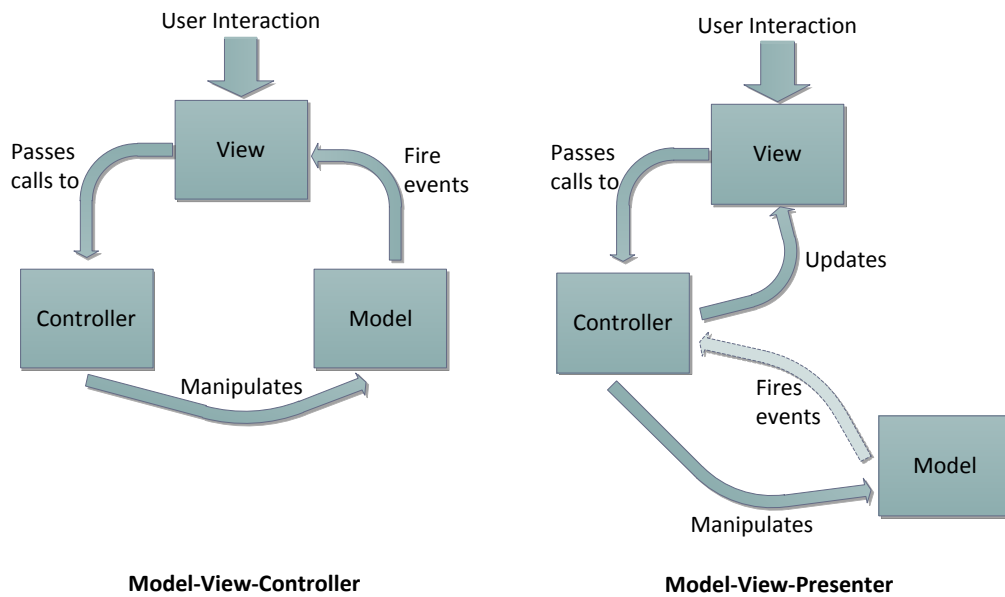 User Interaction
View
Passes
calls to
Fire
events
Controller
Model
Manipulates
Model-View-Controller
User Interaction
View
Passes
calls to
Updates
Controller
Fires
events
Model
Manipulates
Model-View-Presenter